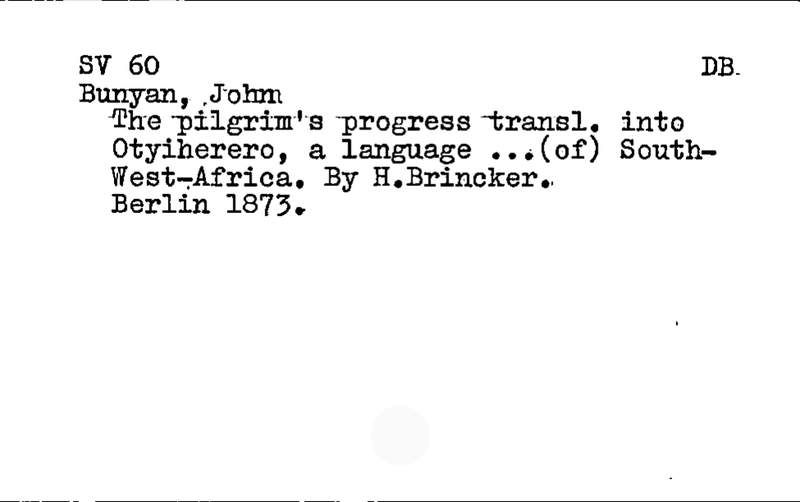 SV 60 DB.
Bunyan, John
The pilgrim's progress transl. into
Otyiherero, a language ...(of) South-
West-Africa. By H.Brincker.
Berlin 1873.